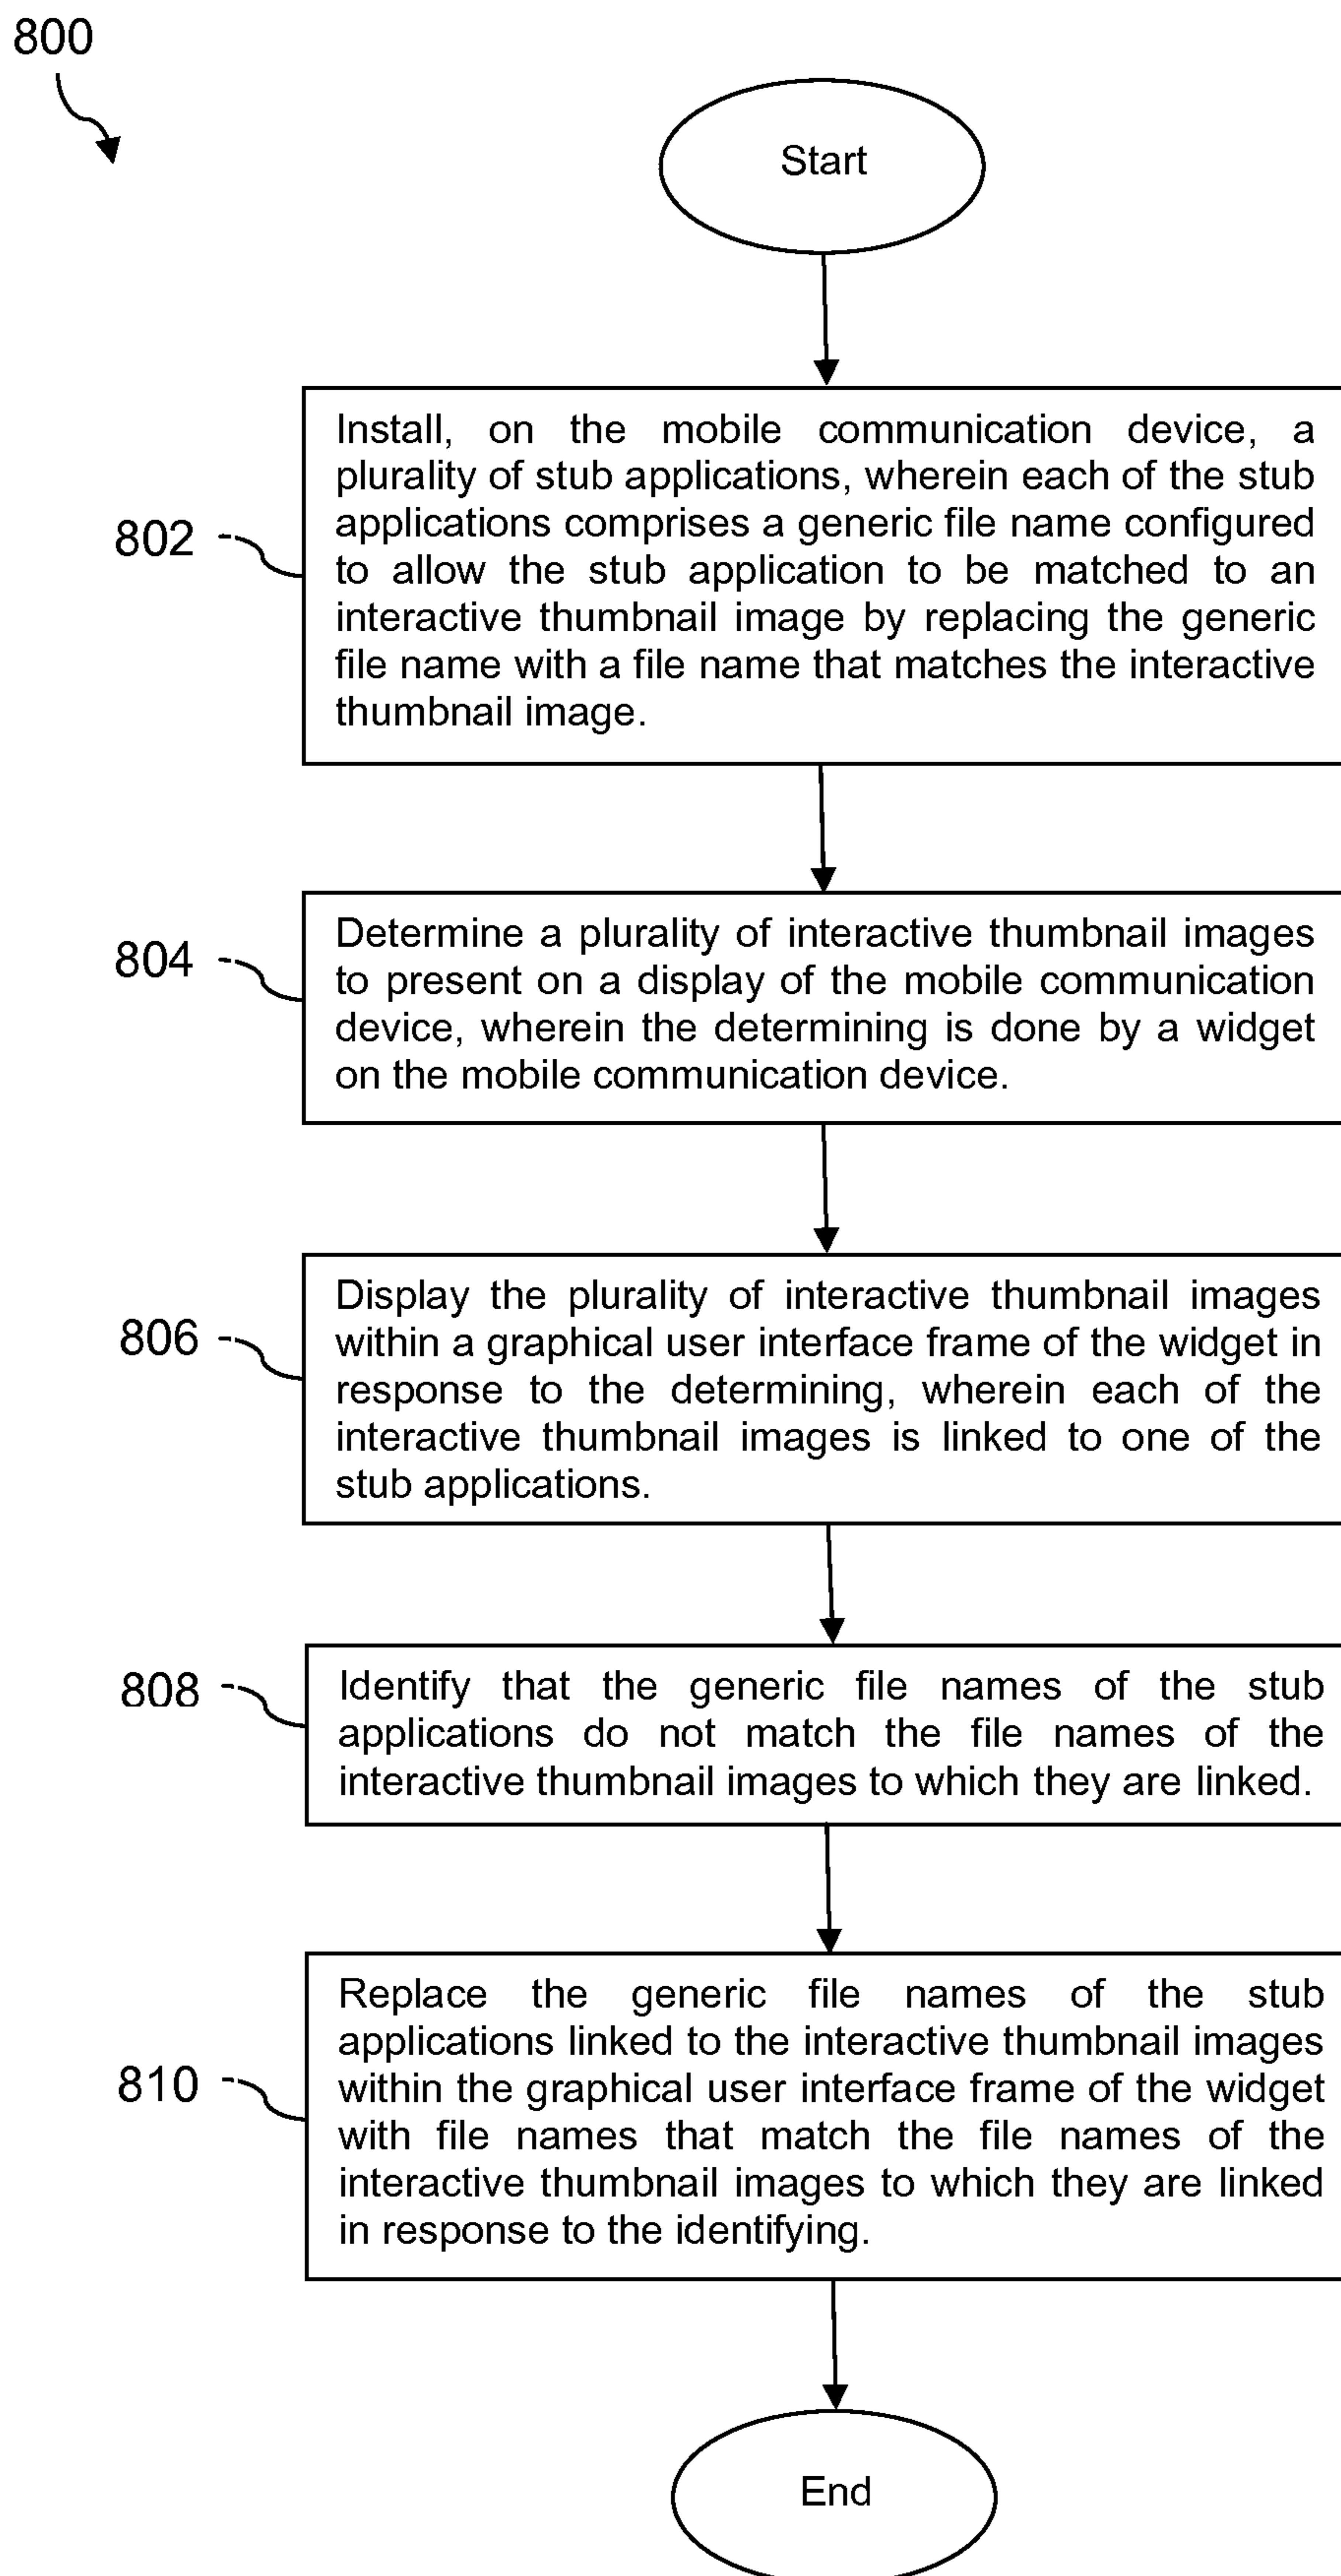 800
Start
802
Install, on the mobile communication device, a
plurality of stub applications, wherein each of the stub
applications comprises a generic file name configured
to allow the stub application to be matched to an
interactive thumbnail image by replacing the generic
file name with a file name that matches the interactive
thumbnail image.
804
Determine a plurality of interactive thumbnail images
to present on a display of the mobile communication
device, wherein the determining is done by a widget
on the mobile communication device.
806
Display the plurality of interactive thumbnail images
within a graphical user interface frame of the widget in
response to the determining, wherein each of the
interactive thumbnail images is linked to one of the
stub applications.
808
Identify that the generic file names of the stub
applications do not match the file names of the
interactive thumbnail images to which they are linked.
810
Replace the generic file names of the stub
applications linked to the interactive thumbnail images
within the graphical user interface frame of the widget
with file names that match the file names of the
interactive thumbnail images to which they are linked
in response to the identifying.
End